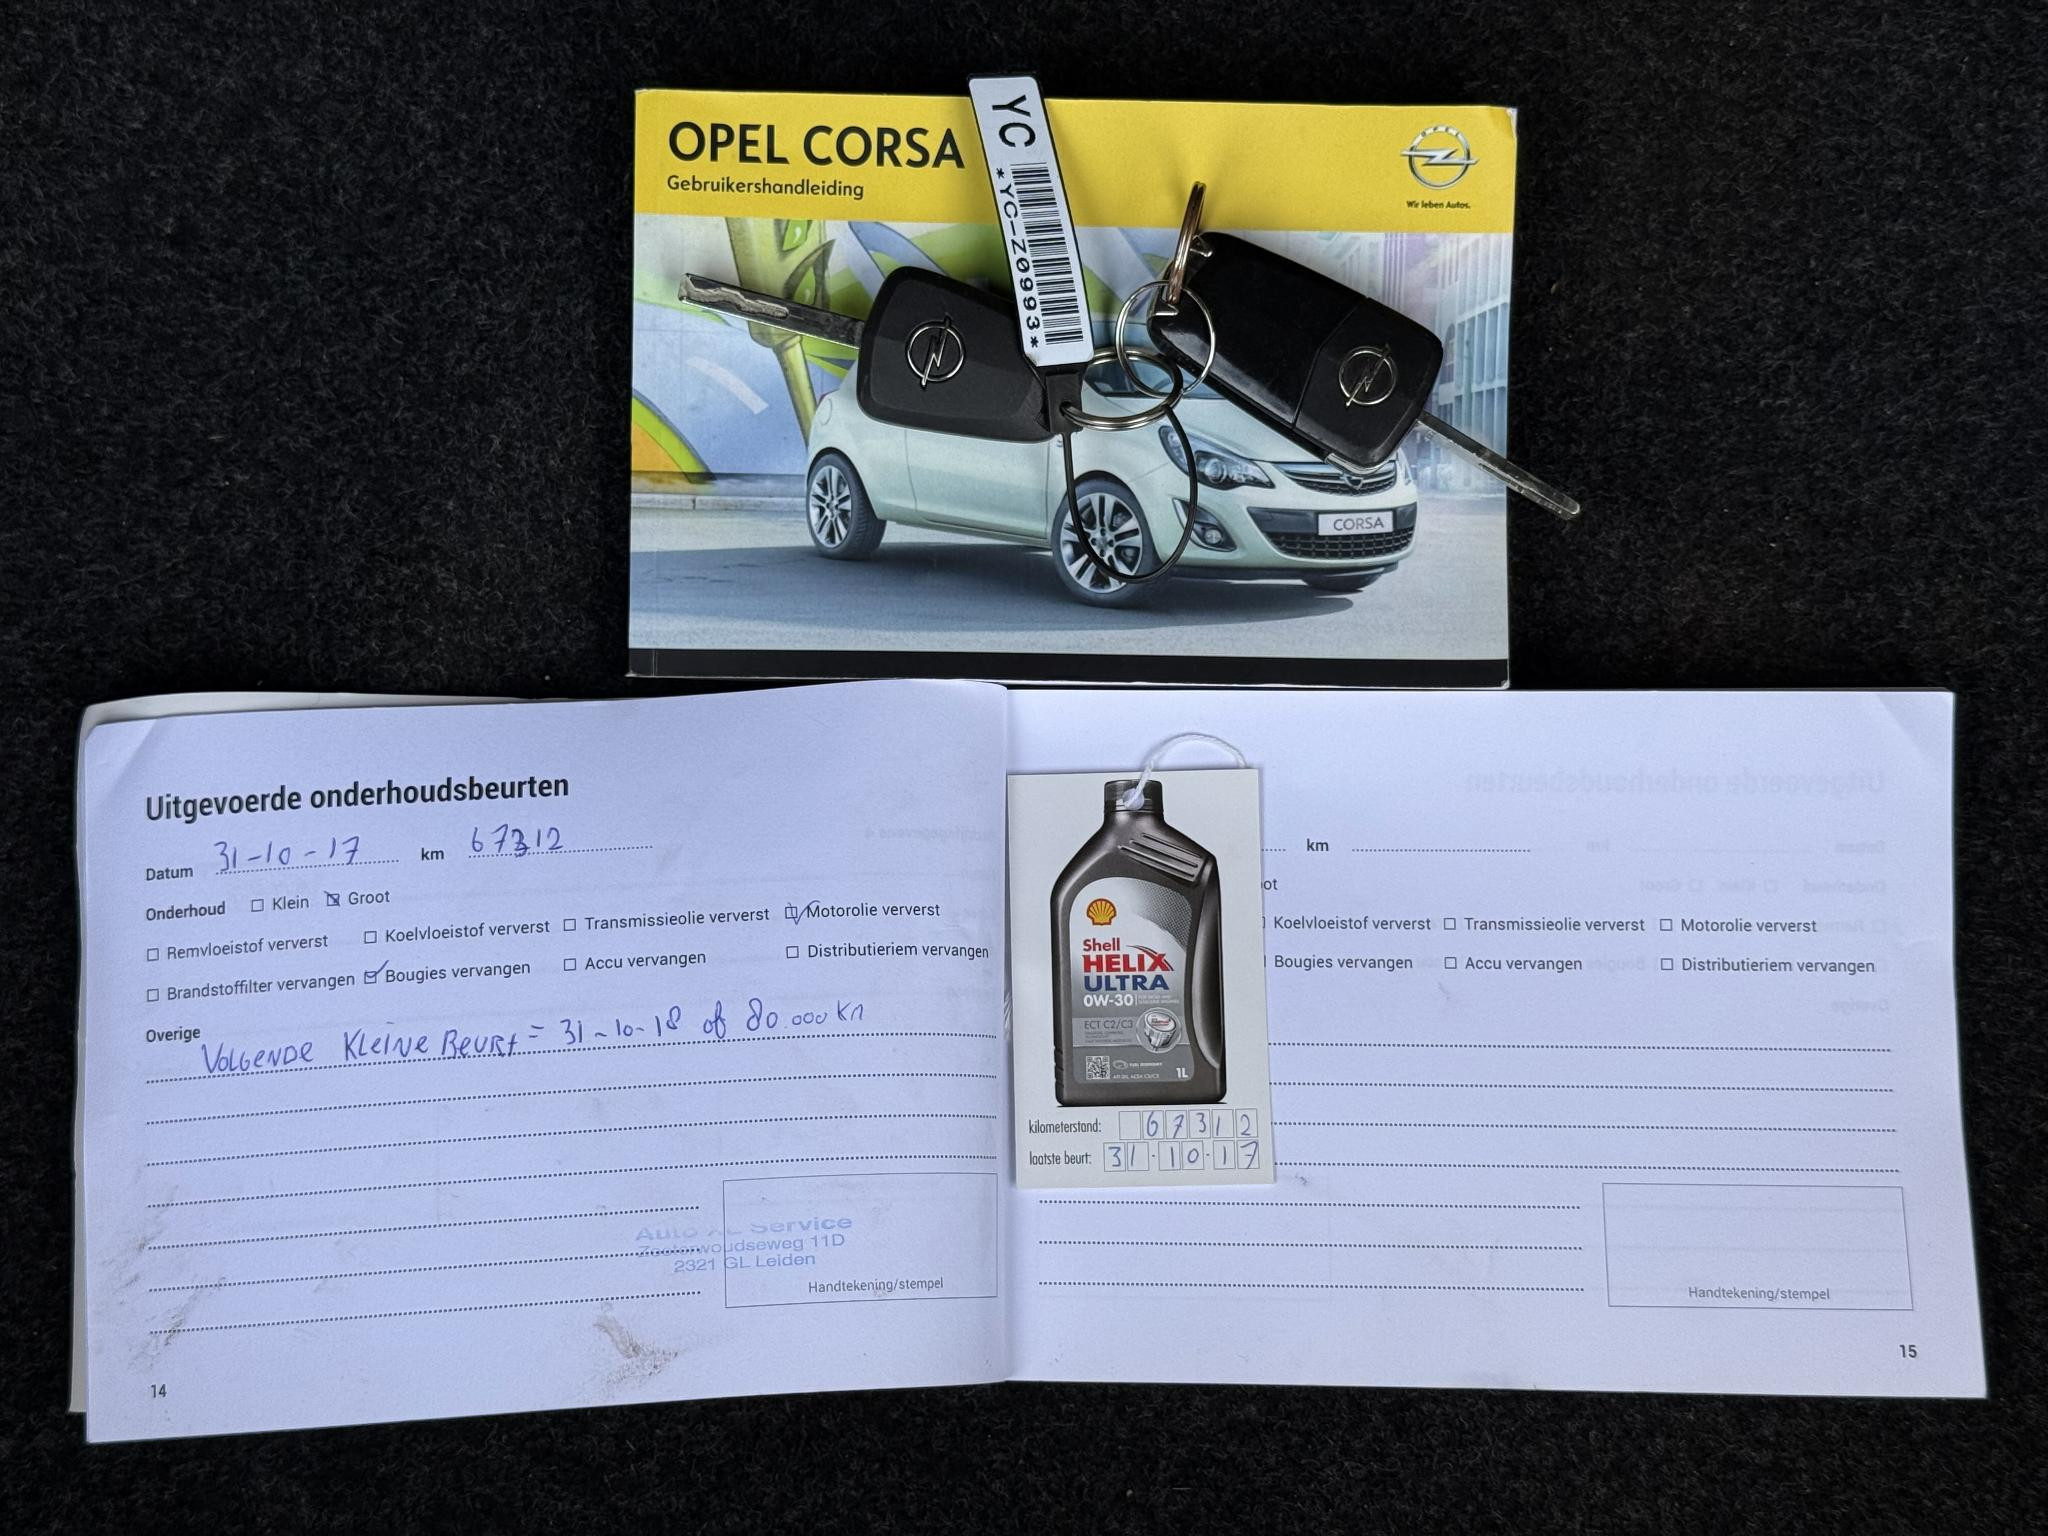 OPEL CORSA
Gebruikershandleiding
OPEL
Wir leben Autos.
YC
*YC-Z0993*
CORSA
Uitgevoerde onderhoudsbeurten
Datum 31-10-17 km 67312
Onderhoud Klein Groot
Remvloeistof ververst Koelvloeistof ververst Transmissieolie ververst Motorolie ververst
Brandstoffilter vervangen Bougies vervangen Accu vervangen Distributieriem vervangen
Overige
VOLGENDE KLEINE BEURT = 31-10-18 of 80.000 Km
Auto XL Service
Zoeterwoudseweg 11D
2321 GL Leiden
Handtekening/stempel
14
Shell
HELIX
ULTRA
0W-30
ECT C2/C3
1L
kilometerstand: 67312
laatste beurt: 31-10-17
km
oot
Koelvloeistof ververst Transmissieolie ververst Motorolie ververst
Bougies vervangen Accu vervangen Distributieriem vervangen
Handtekening/stempel
15